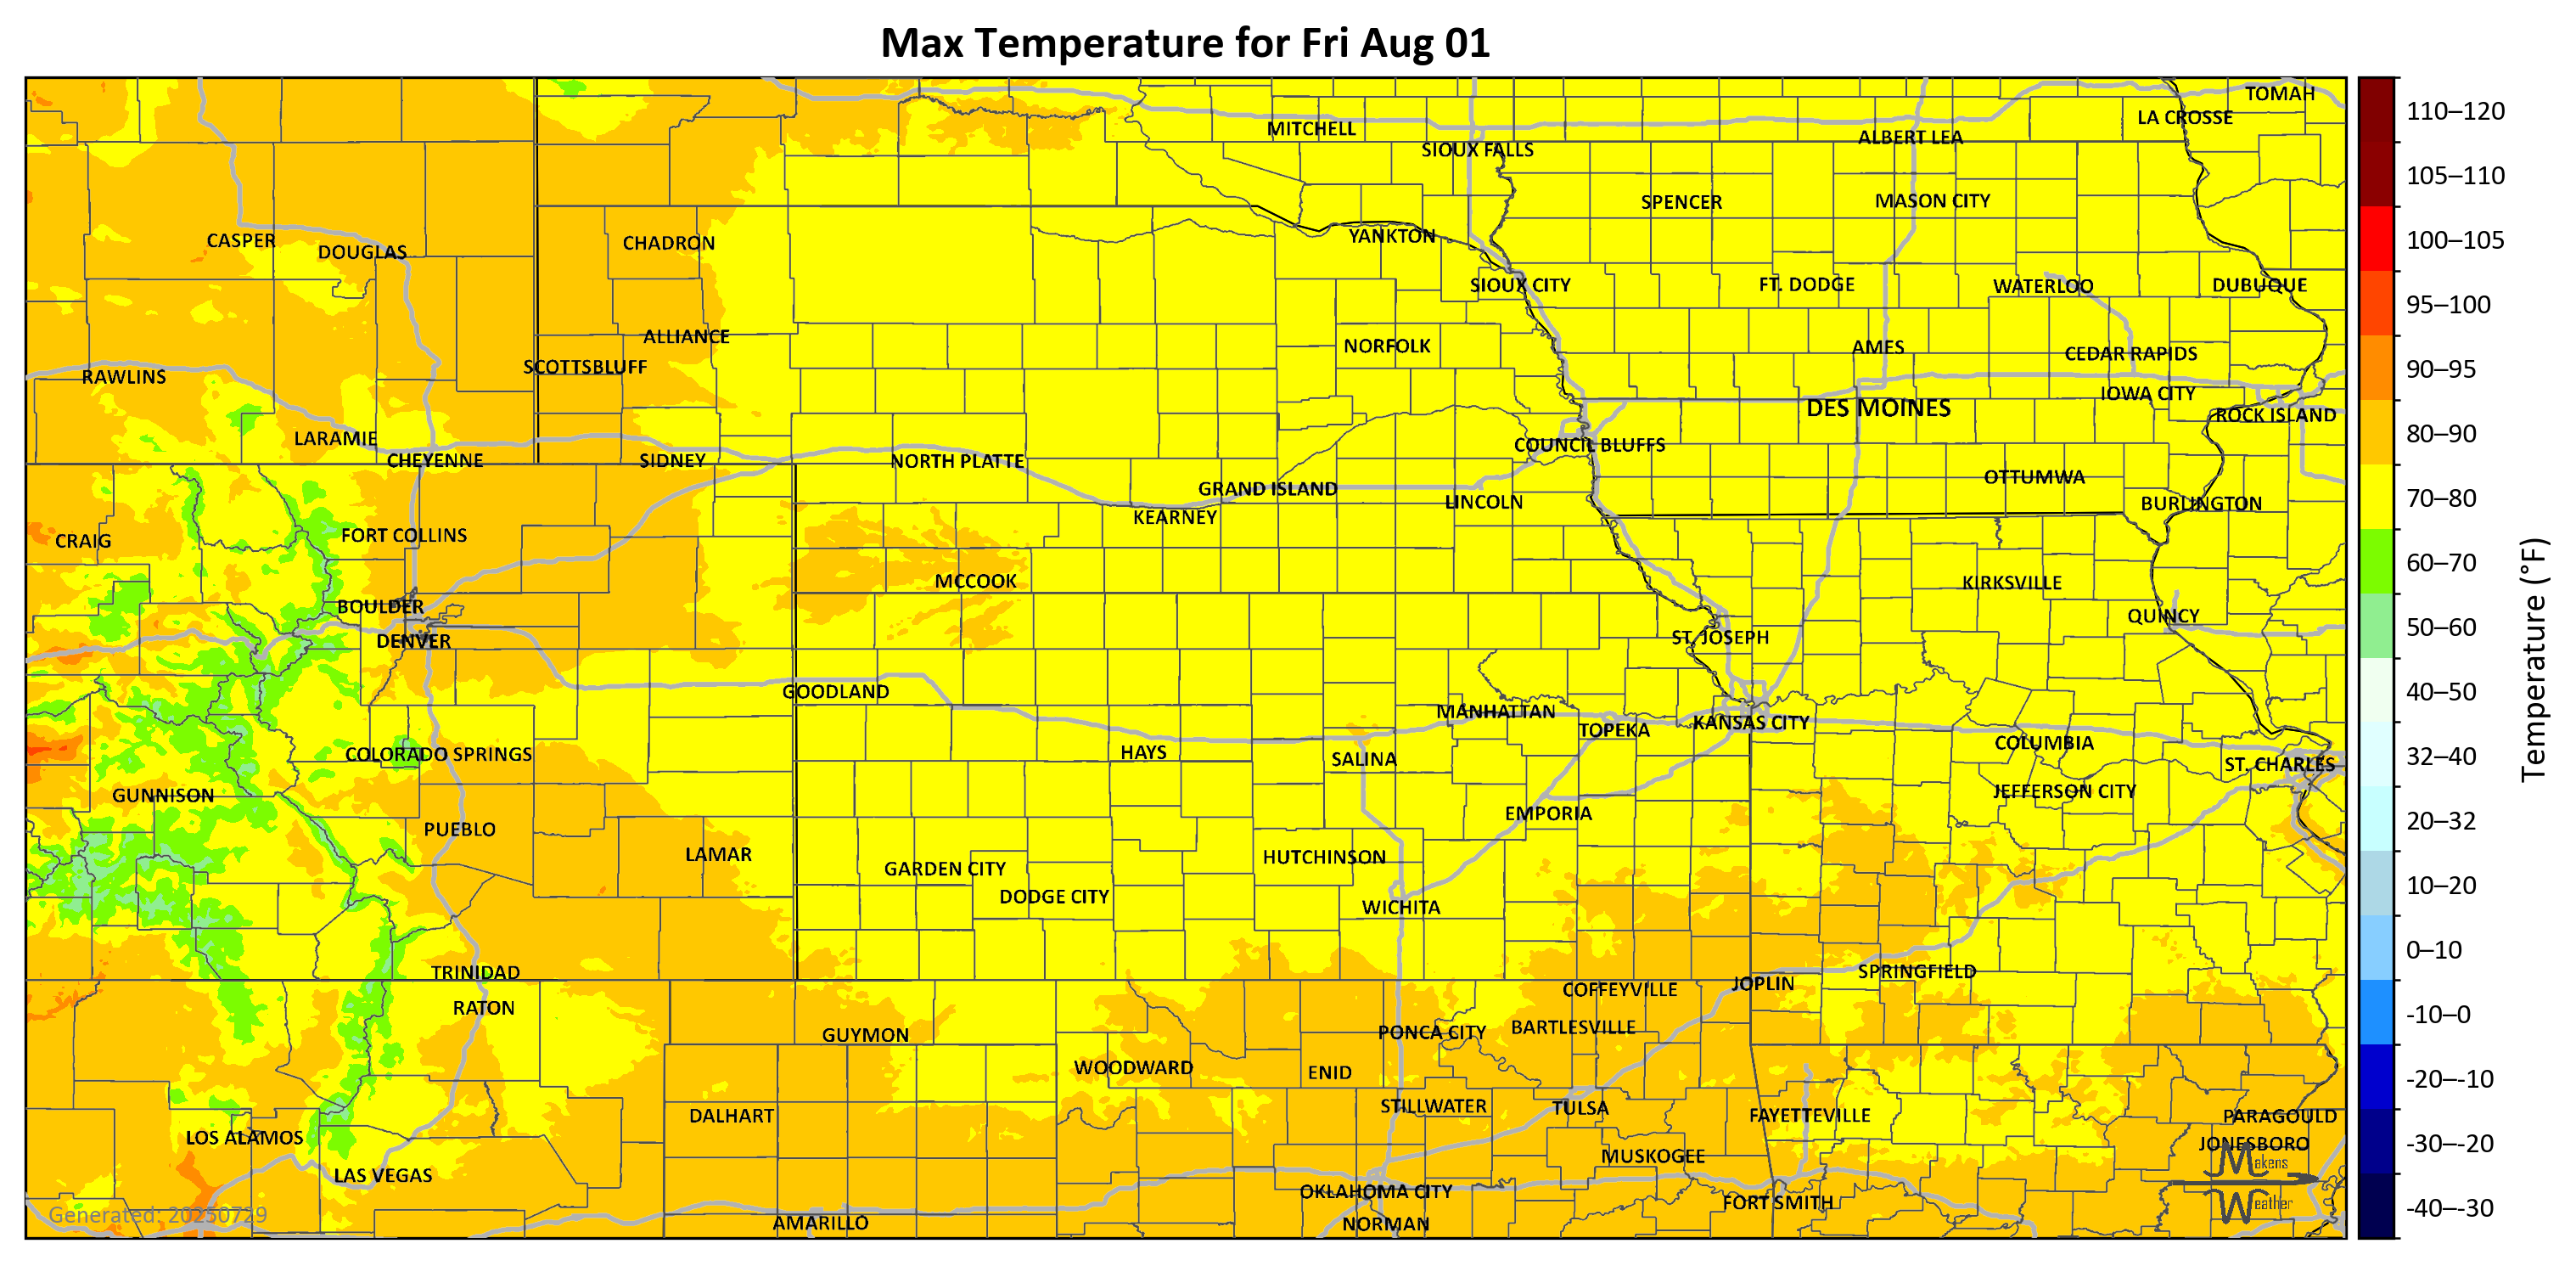 Max Temperature for Fri Aug 01
TOMAH
LA CROSSE
MITCHELL
ALBERT LEA
SIOUX FALLS
SPENCER
MASON CITY
CASPER
DOUGLAS
CHADRON
YANKTON
SIOUX CITY
FT. DODGE
WATERLOO
DUBUQUE
ALLIANCE
NORFOLK
AMES
CEDAR RAPIDS
SCOTTSBLUFF
RAWLINS
IOWA CITY
DES MOINES
ROCK ISLAND
LARAMIE
COUNCIL BLUFFS
CHEYENNE
SIDNEY
NORTH PLATTE
OTTUMWA
GRAND ISLAND
LINCOLN
BURLINGTON
KEARNEY
FORT COLLINS
CRAIG
MCCOOK
KIRKSVILLE
BOULDER
QUINCY
DENVER
ST. JOSEPH
GOODLAND
MANHATTAN
KANSAS CITY
TOPEKA
COLUMBIA
COLORADO SPRINGS
HAYS
SALINA
ST. CHARLES
GUNNISON
JEFFERSON CITY
EMPORIA
PUEBLO
LAMAR
HUTCHINSON
GARDEN CITY
DODGE CITY
WICHITA
TRINIDAD
SPRINGFIELD
JOPLIN
COFFEYVILLE
RATON
BARTLESVILLE
PONCA CITY
GUYMON
WOODWARD
ENID
STILLWATER
TULSA
DALHART
FAYETTEVILLE
PARAGOULD
LOS ALAMOS
JONESBORO
MUSKOGEE
LAS VEGAS
OKLAHOMA CITY
FORT SMITH
AMARILLO
NORMAN
Generated: 20250729
Makens
Weather
110–120
105–110
100–105
95–100
90–95
80–90
70–80
60–70
50–60
40–50
32–40
20–32
10–20
0–10
-10–0
-20–-10
-30–-20
-40–-30
Temperature (°F)